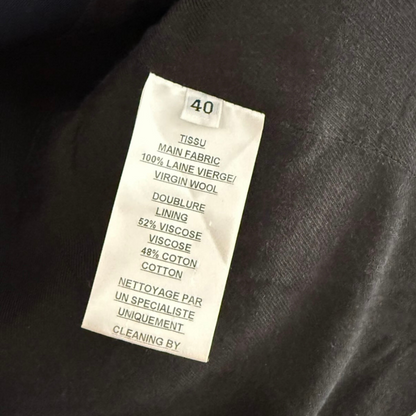 40
TISSU
MAIN FABRIC
100% LAINE VIERGE/
VIRGIN WOOL
DOUBLURE
LINING
52% VISCOSE
VISCOSE
48% COTON
COTTON
NETTOYAGE PAR
UN SPECIALISTE
UNIQUEMENT
CLEANING BY